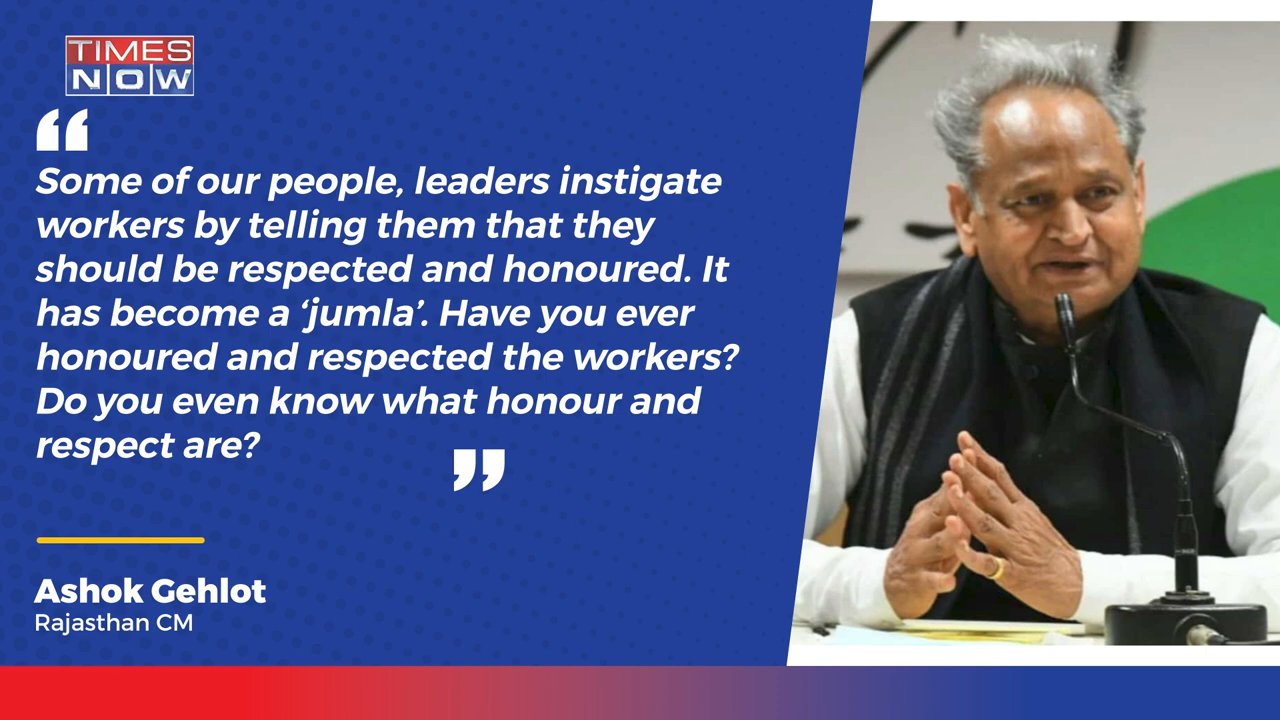 TIMES
NOW
“
Some of our people, leaders instigate
workers by telling them that they
should be respected and honoured. It
has become a ‘jumla’. Have you ever
honoured and respected the workers?
Do you even know what honour and
respect are?
”
Ashok Gehlot
Rajasthan CM